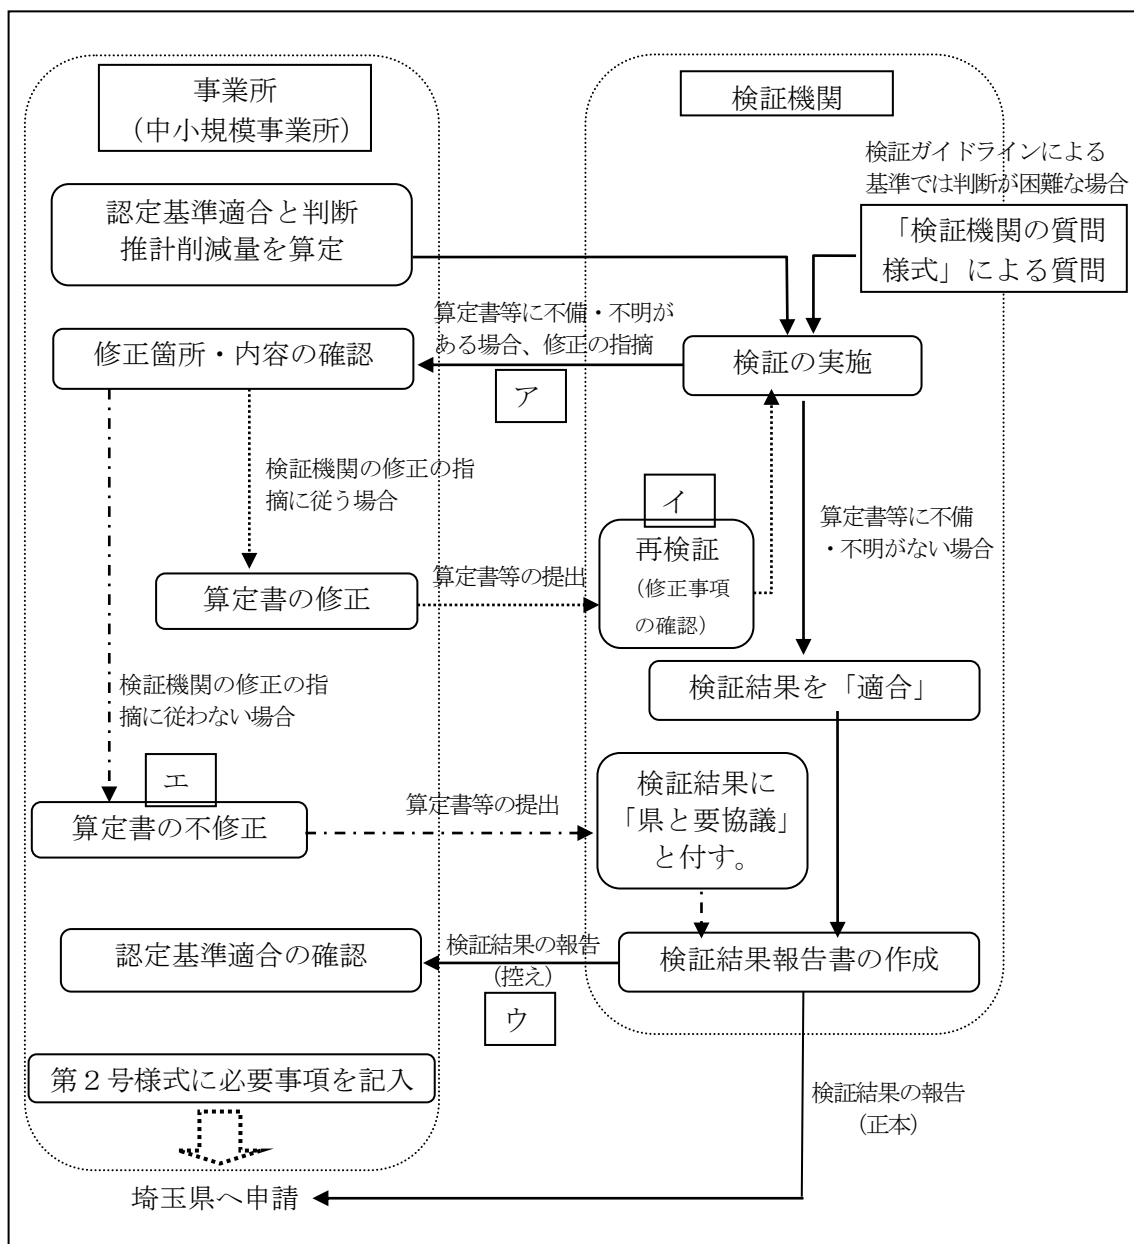 事業所
（中小規模事業所）
検証機関
検証ガイドラインによる
基準では判断が困難な場合
認定基準適合と判断
推計削減量を算定
「検証機関の質問
様式」による質問
算定書等に不備・不明が
ある場合、修正の指摘
修正箇所・内容の確認
検証の実施
ア
検証機関の修正の指
摘に従う場合
イ
算定書等に不備
・不明がない場合
再検証
（修正事項
の確認）
算定書の修正
算定書等の提出
検証機関の修正の指
摘に従わない場合
検証結果を「適合」
エ
算定書の不修正
算定書等の提出
検証結果に
「県と要協議」
と付す。
認定基準適合の確認
検証結果の報告
（控え）
検証結果報告書の作成
ウ
第２号様式に必要事項を記入
検証結果の報告
（正本）
埼玉県へ申請